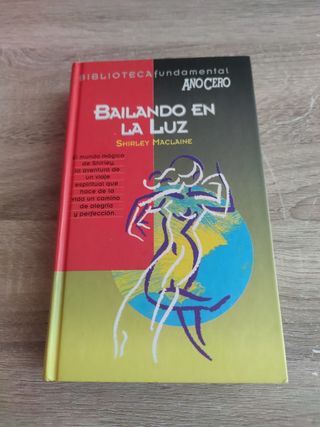 BIBLIOTECA fundamental
AÑO CERO
BAILANDO EN
LA LUZ
SHIRLEY MACLAINE
El mundo mágico
de Shirley,
la aventura de
un viaje
espiritual que
hace de la
vida un camino
de alegría
y perfección.